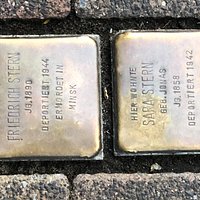 FRIEDRICH STERN
JG. 1890
DEPORTIERT 1944
ERMORDET IN
MINSK
HIER WOHNTE
SARA STERN
GEB. JONAS
JG. 1858
DEPORTIERT 1942